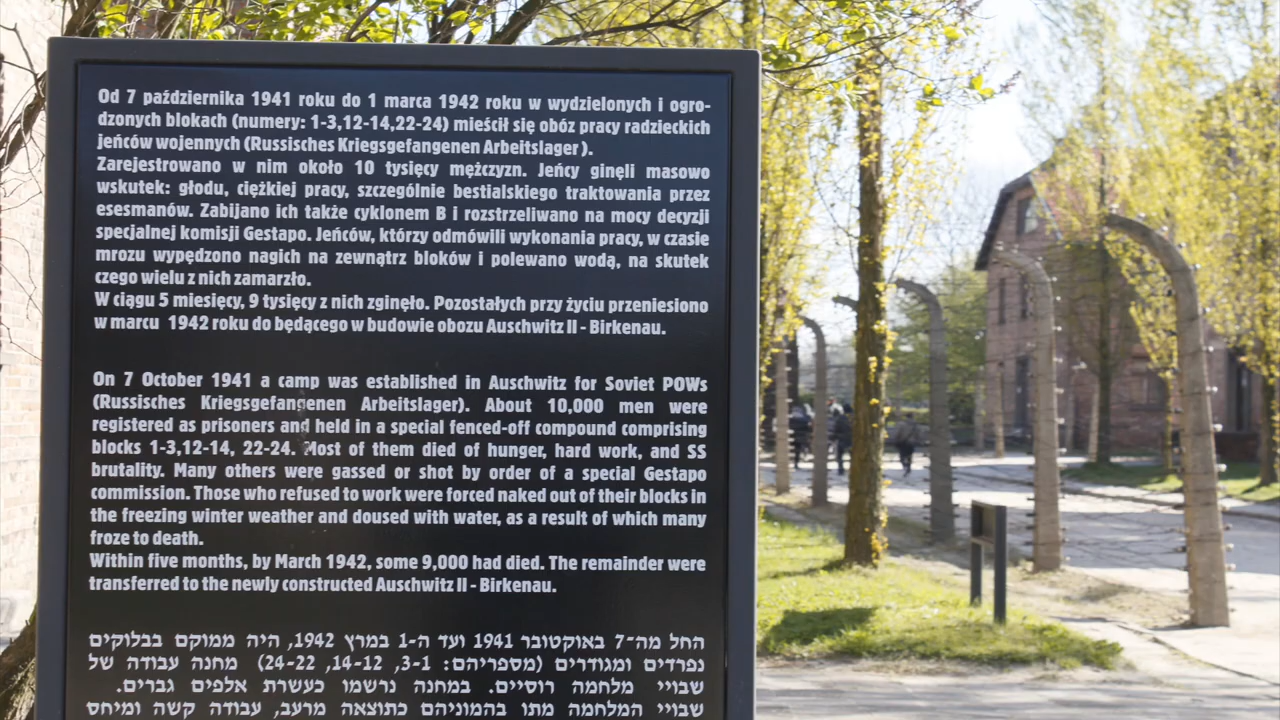 Od 7 października 1941 roku do 1 marca 1942 roku w wydzielonych i ogro-
dzonych blokach (numery: 1-3,12-14,22-24) mieścił się obóz pracy radzieckich
jeńców wojennych (Russisches Kriegsgefangenen Arbeitslager ).
Zarejestrowano w nim około 10 tysięcy mężczyzn. Jeńcy ginęli masowo
wskutek: głodu, ciężkiej pracy, szczególnie bestialskiego traktowania przez
esesmanów. Zabijano ich także cyklonem B i rozstrzeliwano na mocy decyzji
specjalnej komisji Gestapo. Jeńców, którzy odmówili wykonania pracy, w czasie
mrozu wypędzono nagich na zewnątrz bloków i polewano wodą, na skutek
czego wielu z nich zamarzło.
W ciągu 5 miesięcy, 9 tysięcy z nich zginęło. Pozostałych przy życiu przeniesiono
w marcu 1942 roku do będącego w budowie obozu Auschwitz II - Birkenau.
On 7 October 1941 a camp was established in Auschwitz for Soviet POWs
(Russisches Kriegsgefangenen Arbeitslager). About 10,000 men were
registered as prisoners and held in a special fenced-off compound comprising
blocks 1-3,12-14, 22-24. Most of them died of hunger, hard work, and SS
brutality. Many others were gassed or shot by order of a special Gestapo
commission. Those who refused to work were forced naked out of their blocks in
the freezing winter weather and doused with water, as a result of which many
froze to death.
Within five months, by March 1942, some 9,000 had died. The remainder were
transferred to the newly constructed Auschwitz II - Birkenau.
החל מה־7 באוקטובר 1941 ועד ה-1 במרץ 1942, היה ממוקם בבלוקים
נפרדים ומגודרים (מספריהם: 3-1, 14-12, 24-22) מחנה עבודה של
שבויי מלחמה רוסיים. במחנה נרשמו כעשרת אלפים גברים.
שבויי המלחמה מתו בהמוניהם כתוצאה מרעב, עבודה קשה ומיחס